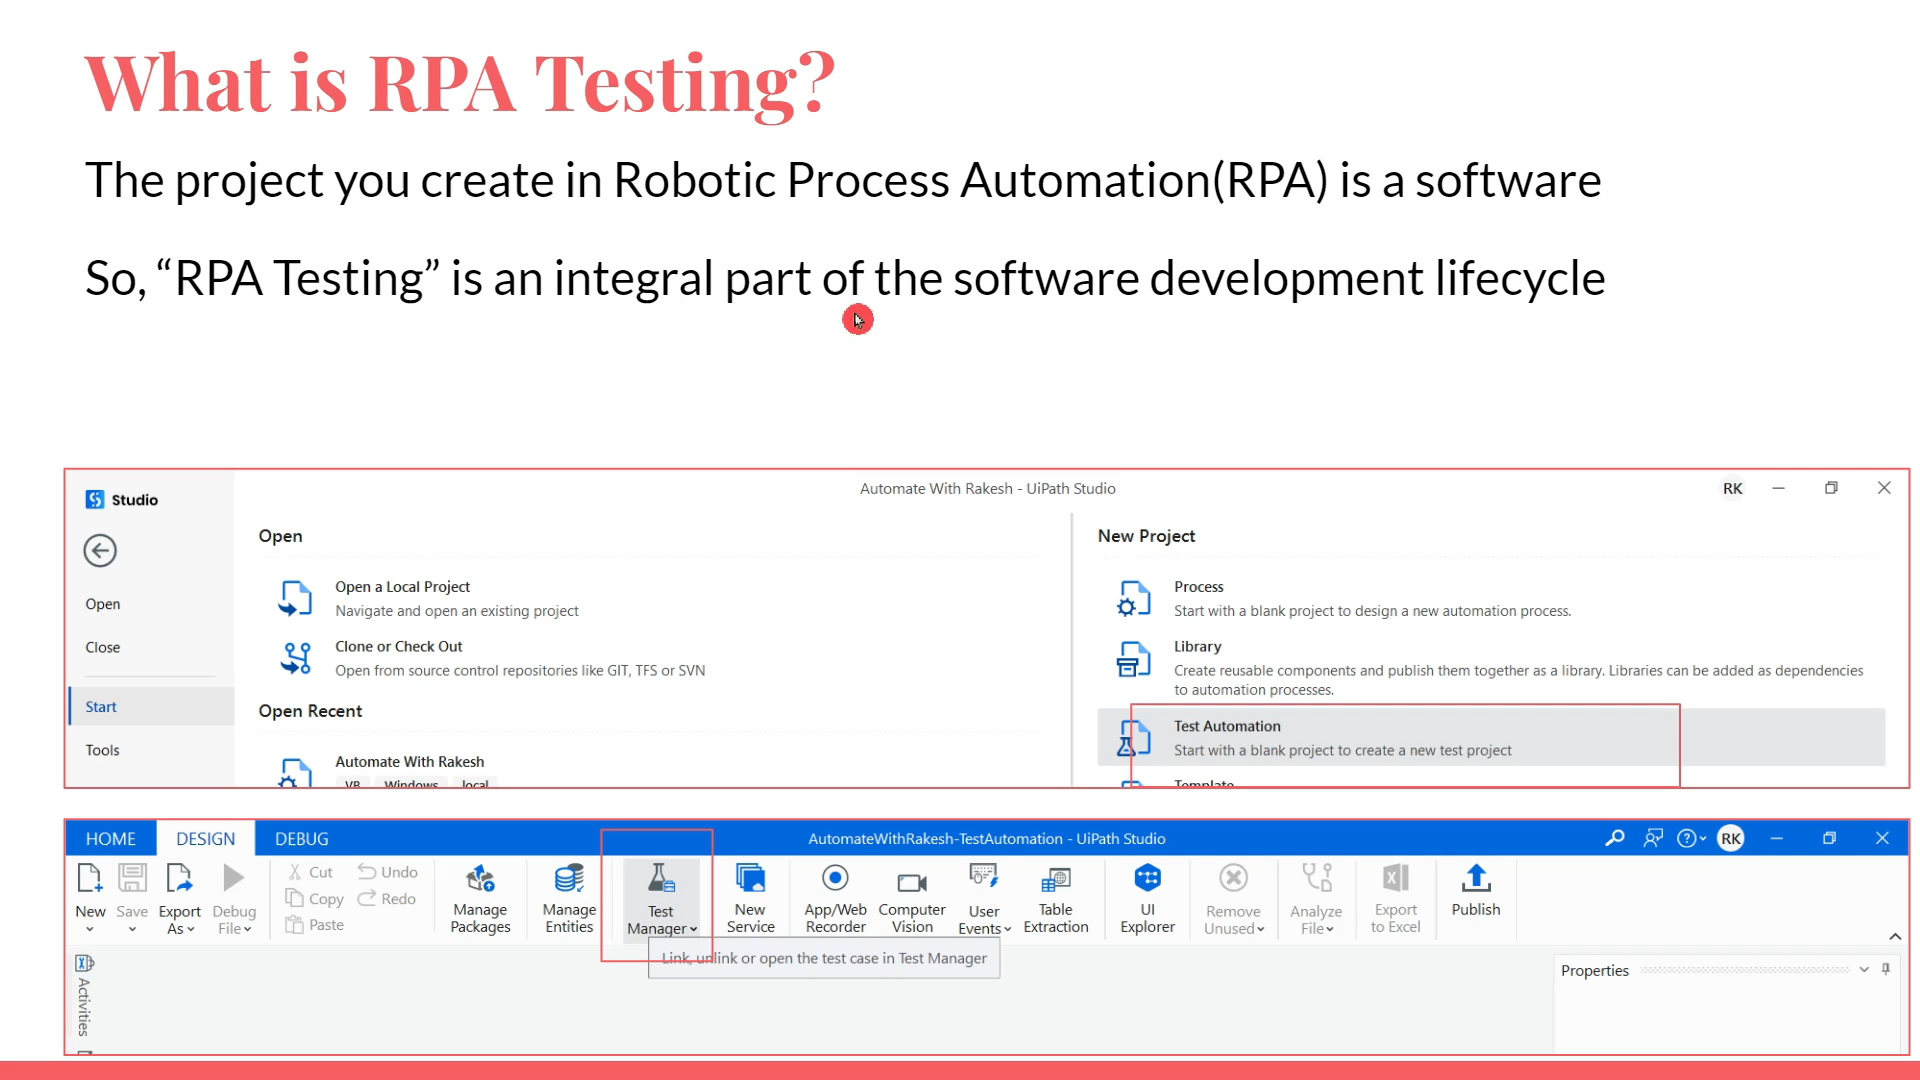 What is RPA Testing?
The project you create in Robotic Process Automation(RPA) is a software
So, “RPA Testing” is an integral part of the software development lifecycle
Studio
Automate With Rakesh - UiPath Studio
RK
Open
Close
Start
Tools
Open
Open a Local Project
Navigate and open an existing project
Clone or Check Out
Open from source control repositories like GIT, TFS or SVN
Open Recent
Automate With Rakesh
VB Windows local
New Project
Process
Start with a blank project to design a new automation process.
Library
Create reusable components and publish them together as a library. Libraries can be added as dependencies
to automation processes.
Test Automation
Start with a blank project to create a new test project
Template
HOME DESIGN DEBUG
AutomateWithRakesh-TestAutomation - UiPath Studio
RK
New
Save
Export
As
Debug
File
Cut
Copy
Paste
Undo
Redo
Manage
Packages
Manage
Entities
Test
Manager
New
Service
App/Web
Recorder
Computer
Vision
User
Events
Table
Extraction
UI
Explorer
Remove
Unused
Analyze
File
Export
to Excel
Publish
Link, unlink or open the test case in Test Manager
Activities
Properties